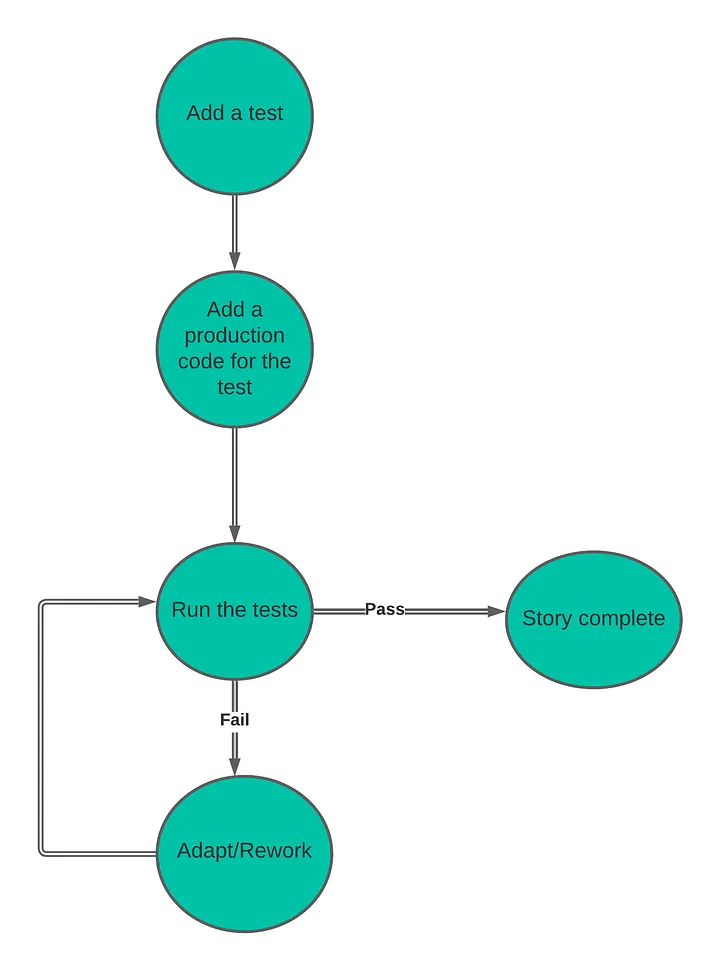 Add a test
Add a
production
code for the
test
Run the tests
Pass
Story complete
Fail
Adapt/Rework